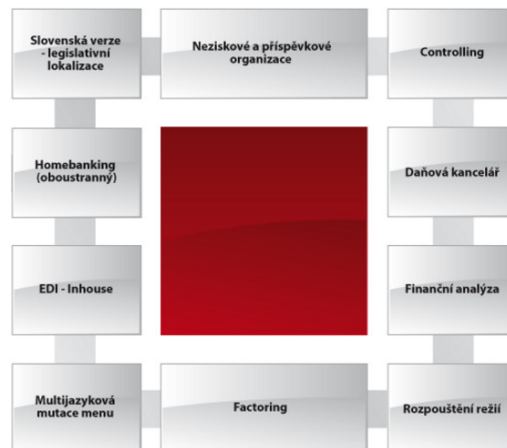 Slovenská verze
- legislativní
lokalizace
Neziskové a příspěvkové
organizace
Controlling
Homebanking
(oboustranný)
Daňová kancelář
EDI - Inhouse
Finanční analýza
Multijazyková
mutace menu
Factoring
Rozpouštění režií